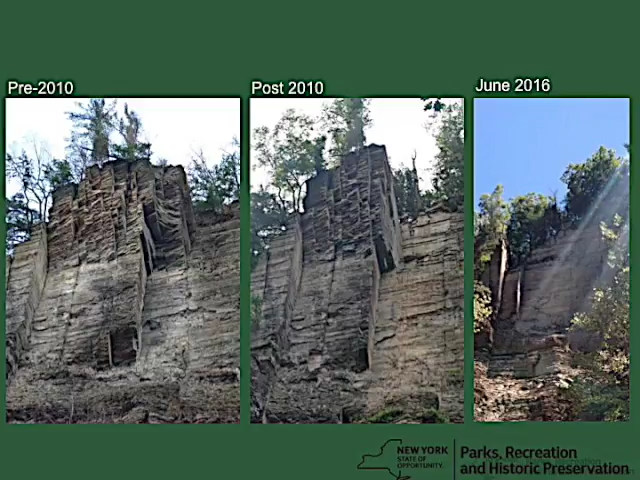 Pre-2010
Post 2010
June 2016
NEW YORK
STATE OF
OPPORTUNITY.
Parks, Recreation
and Historic Preservation